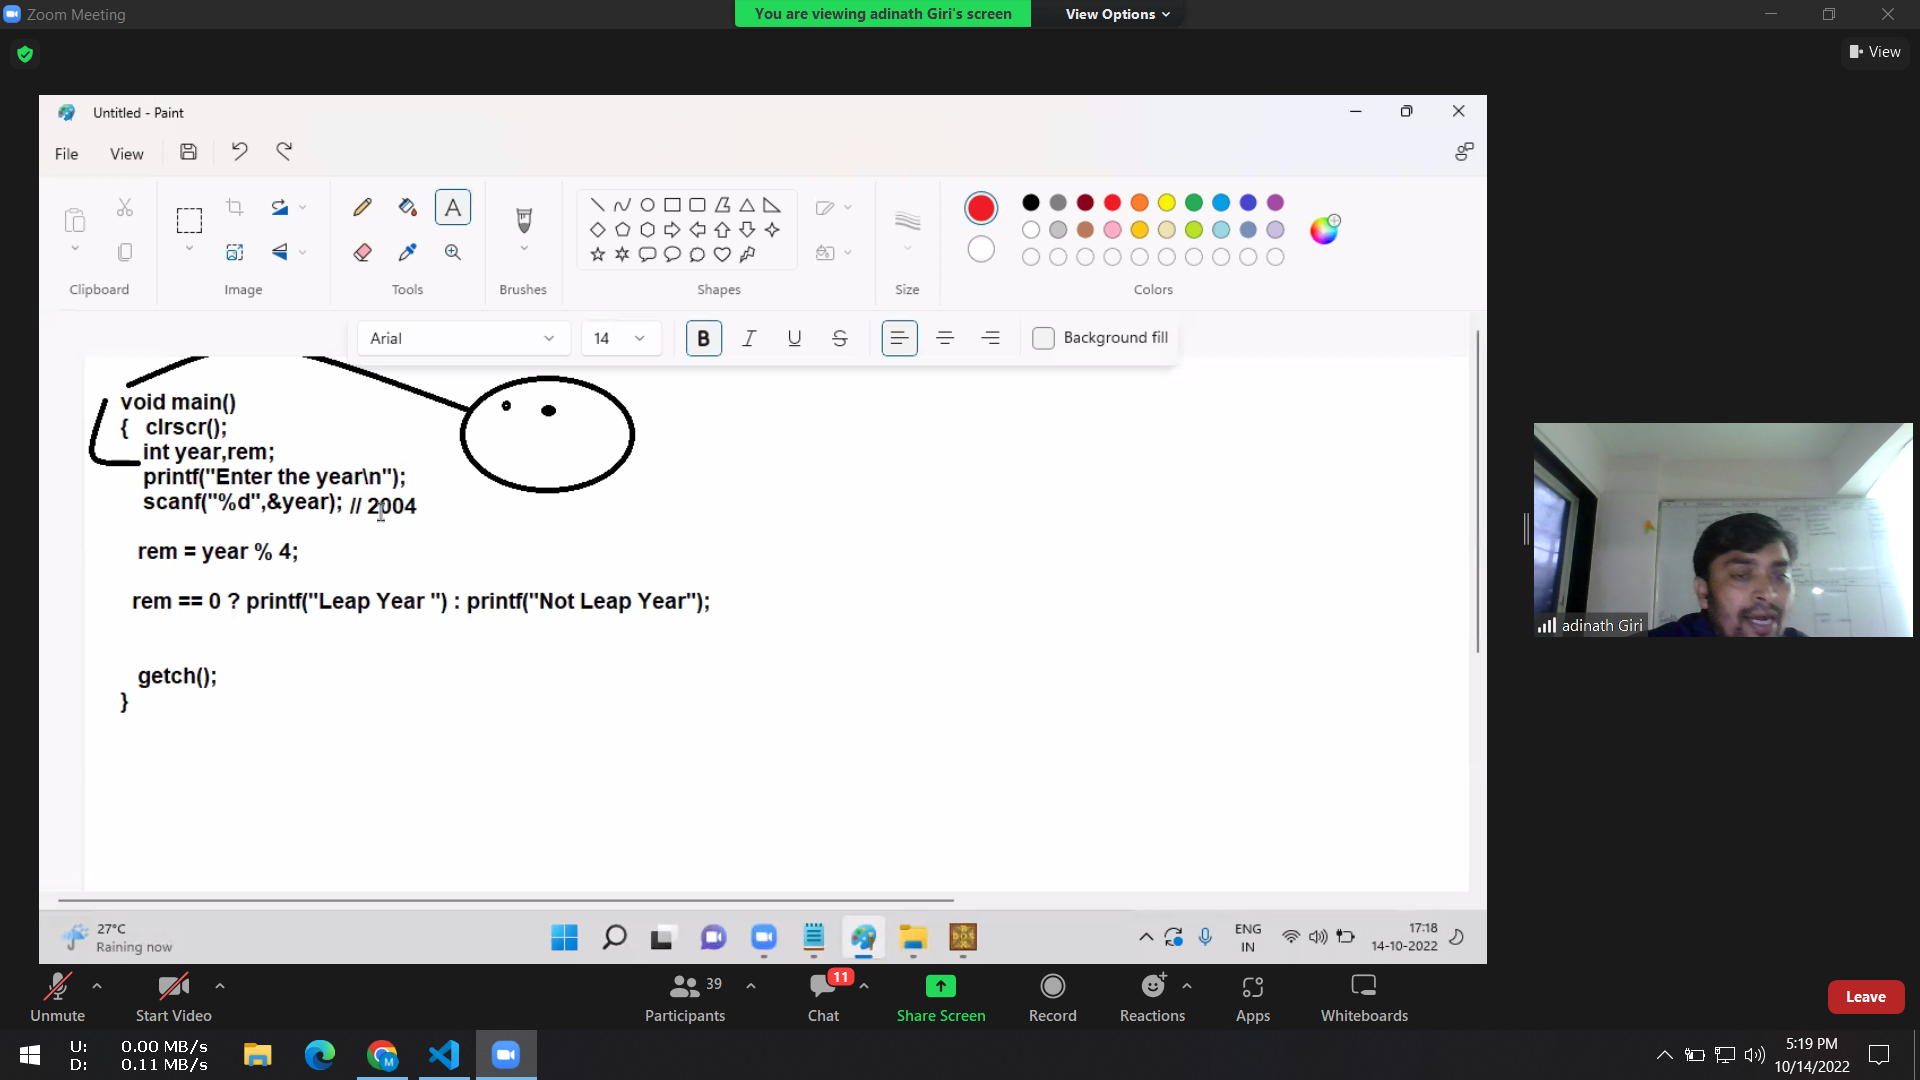 Zoom Meeting
You are viewing adinath Giri's screen
View Options
View
Untitled - Paint
File
View
Clipboard
Image
Tools
Brushes
Shapes
Size
Colors
Arial
14
B
I
U
S
Background fill
void main()
{ clrscr();
int year,rem;
printf("Enter the year\n");
scanf("%d",&year); // 2004
rem = year % 4;
rem == 0 ? printf("Leap Year ") : printf("Not Leap Year");
getch();
}
adinath Giri
27°C
Raining now
ENG
IN
17:18
14-10-2022
Unmute
Start Video
39
Participants
11
Chat
Share Screen
Record
Reactions
Apps
Whiteboards
Leave
U: 0.00 MB/s
D: 0.11 MB/s
M
5:19 PM
10/14/2022